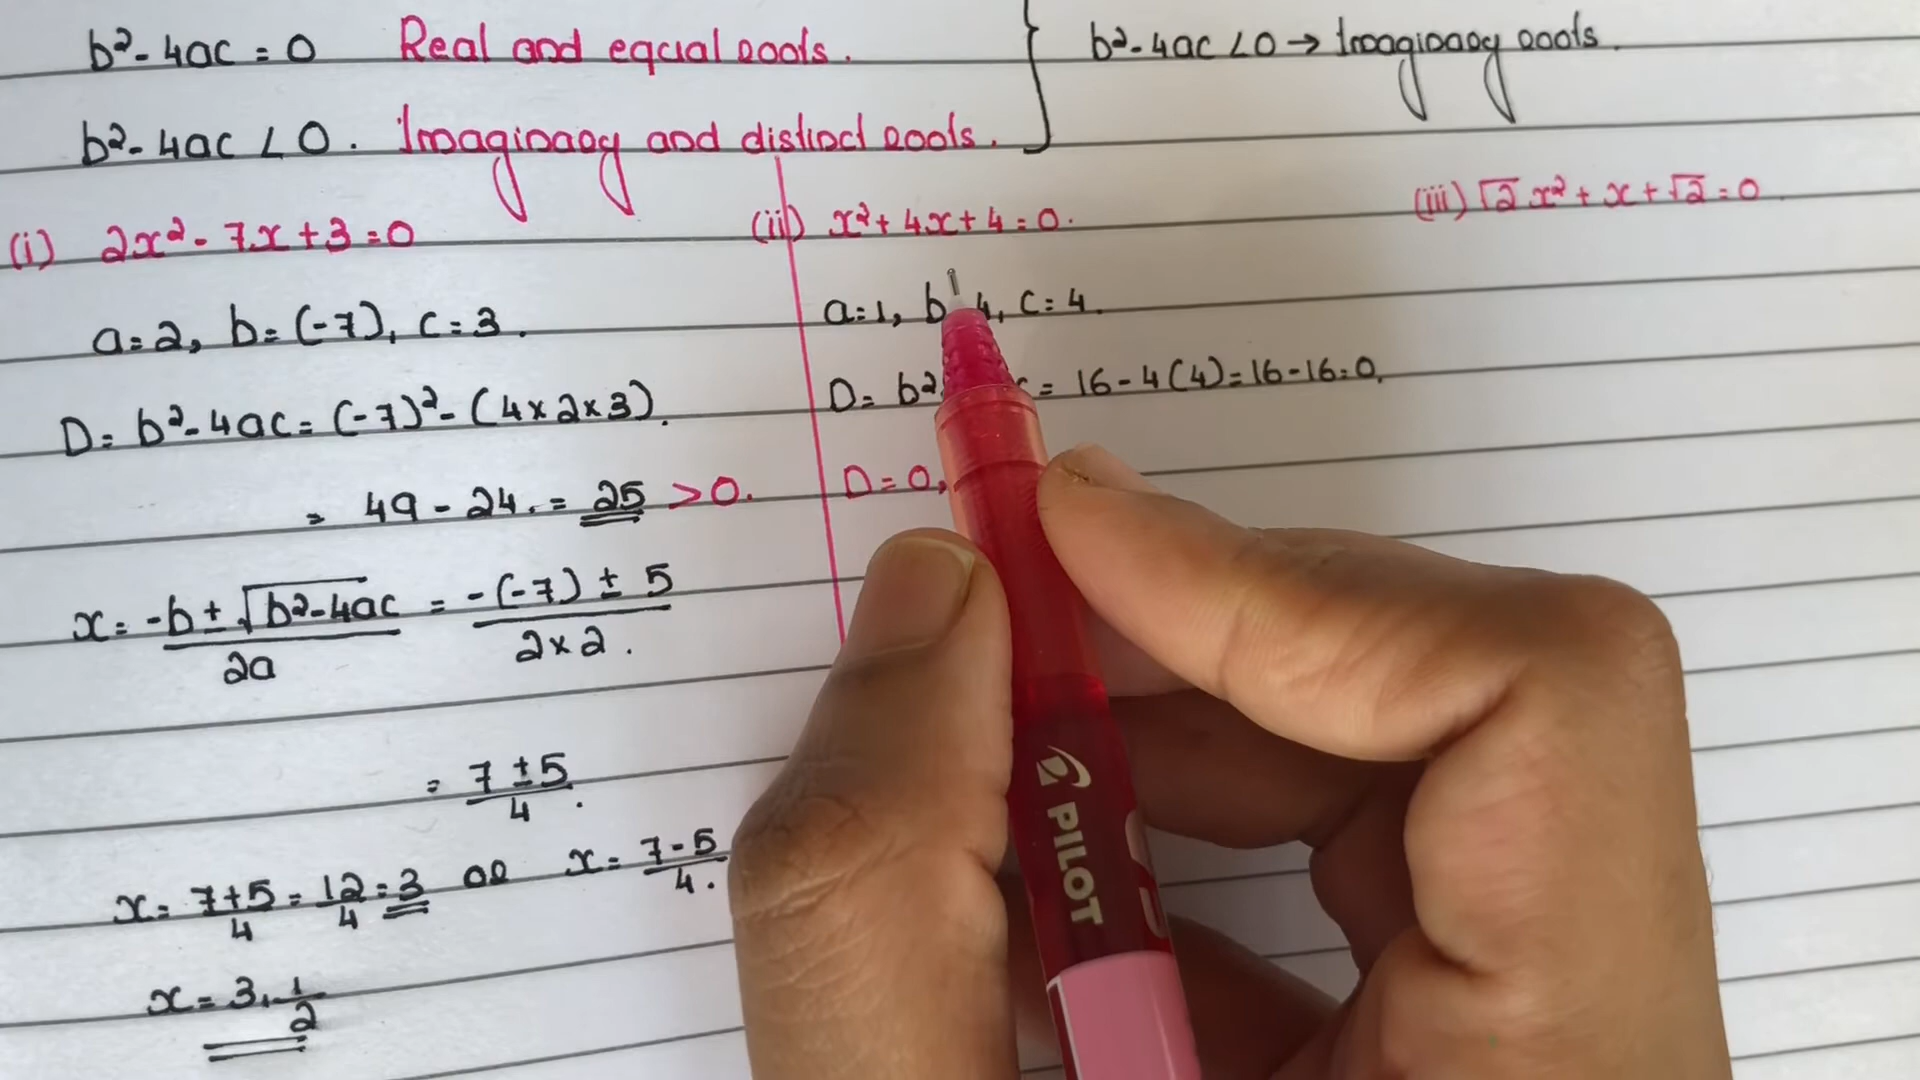 b²-4ac = 0 Real and equal roots.
b²-4ac < 0. Imaginary and distinct roots.
b²-4ac < 0 → Imaginary roots.
(i) 2x² - 7x + 3 = 0
a = 2, b = (-7), c = 3.
D = b²-4ac = (-7)² - (4×2×3).
= 49 - 24. = 25 > 0.
x = -b ± √b²-4ac / 2a = -(-7) ± 5 / 2×2.
= 7 ± 5 / 4.
x = 7+5 / 4 = 12 / 4 = 3 or x = 7-5 / 4.
x = 3, 1/2
(ii) x² + 4x + 4 = 0.
a = 1, b 4, c = 4.
D = b² c = 16 - 4(4) = 16 - 16 = 0,
D = 0,
(iii) √2 x² + x + √2 = 0
PILOT